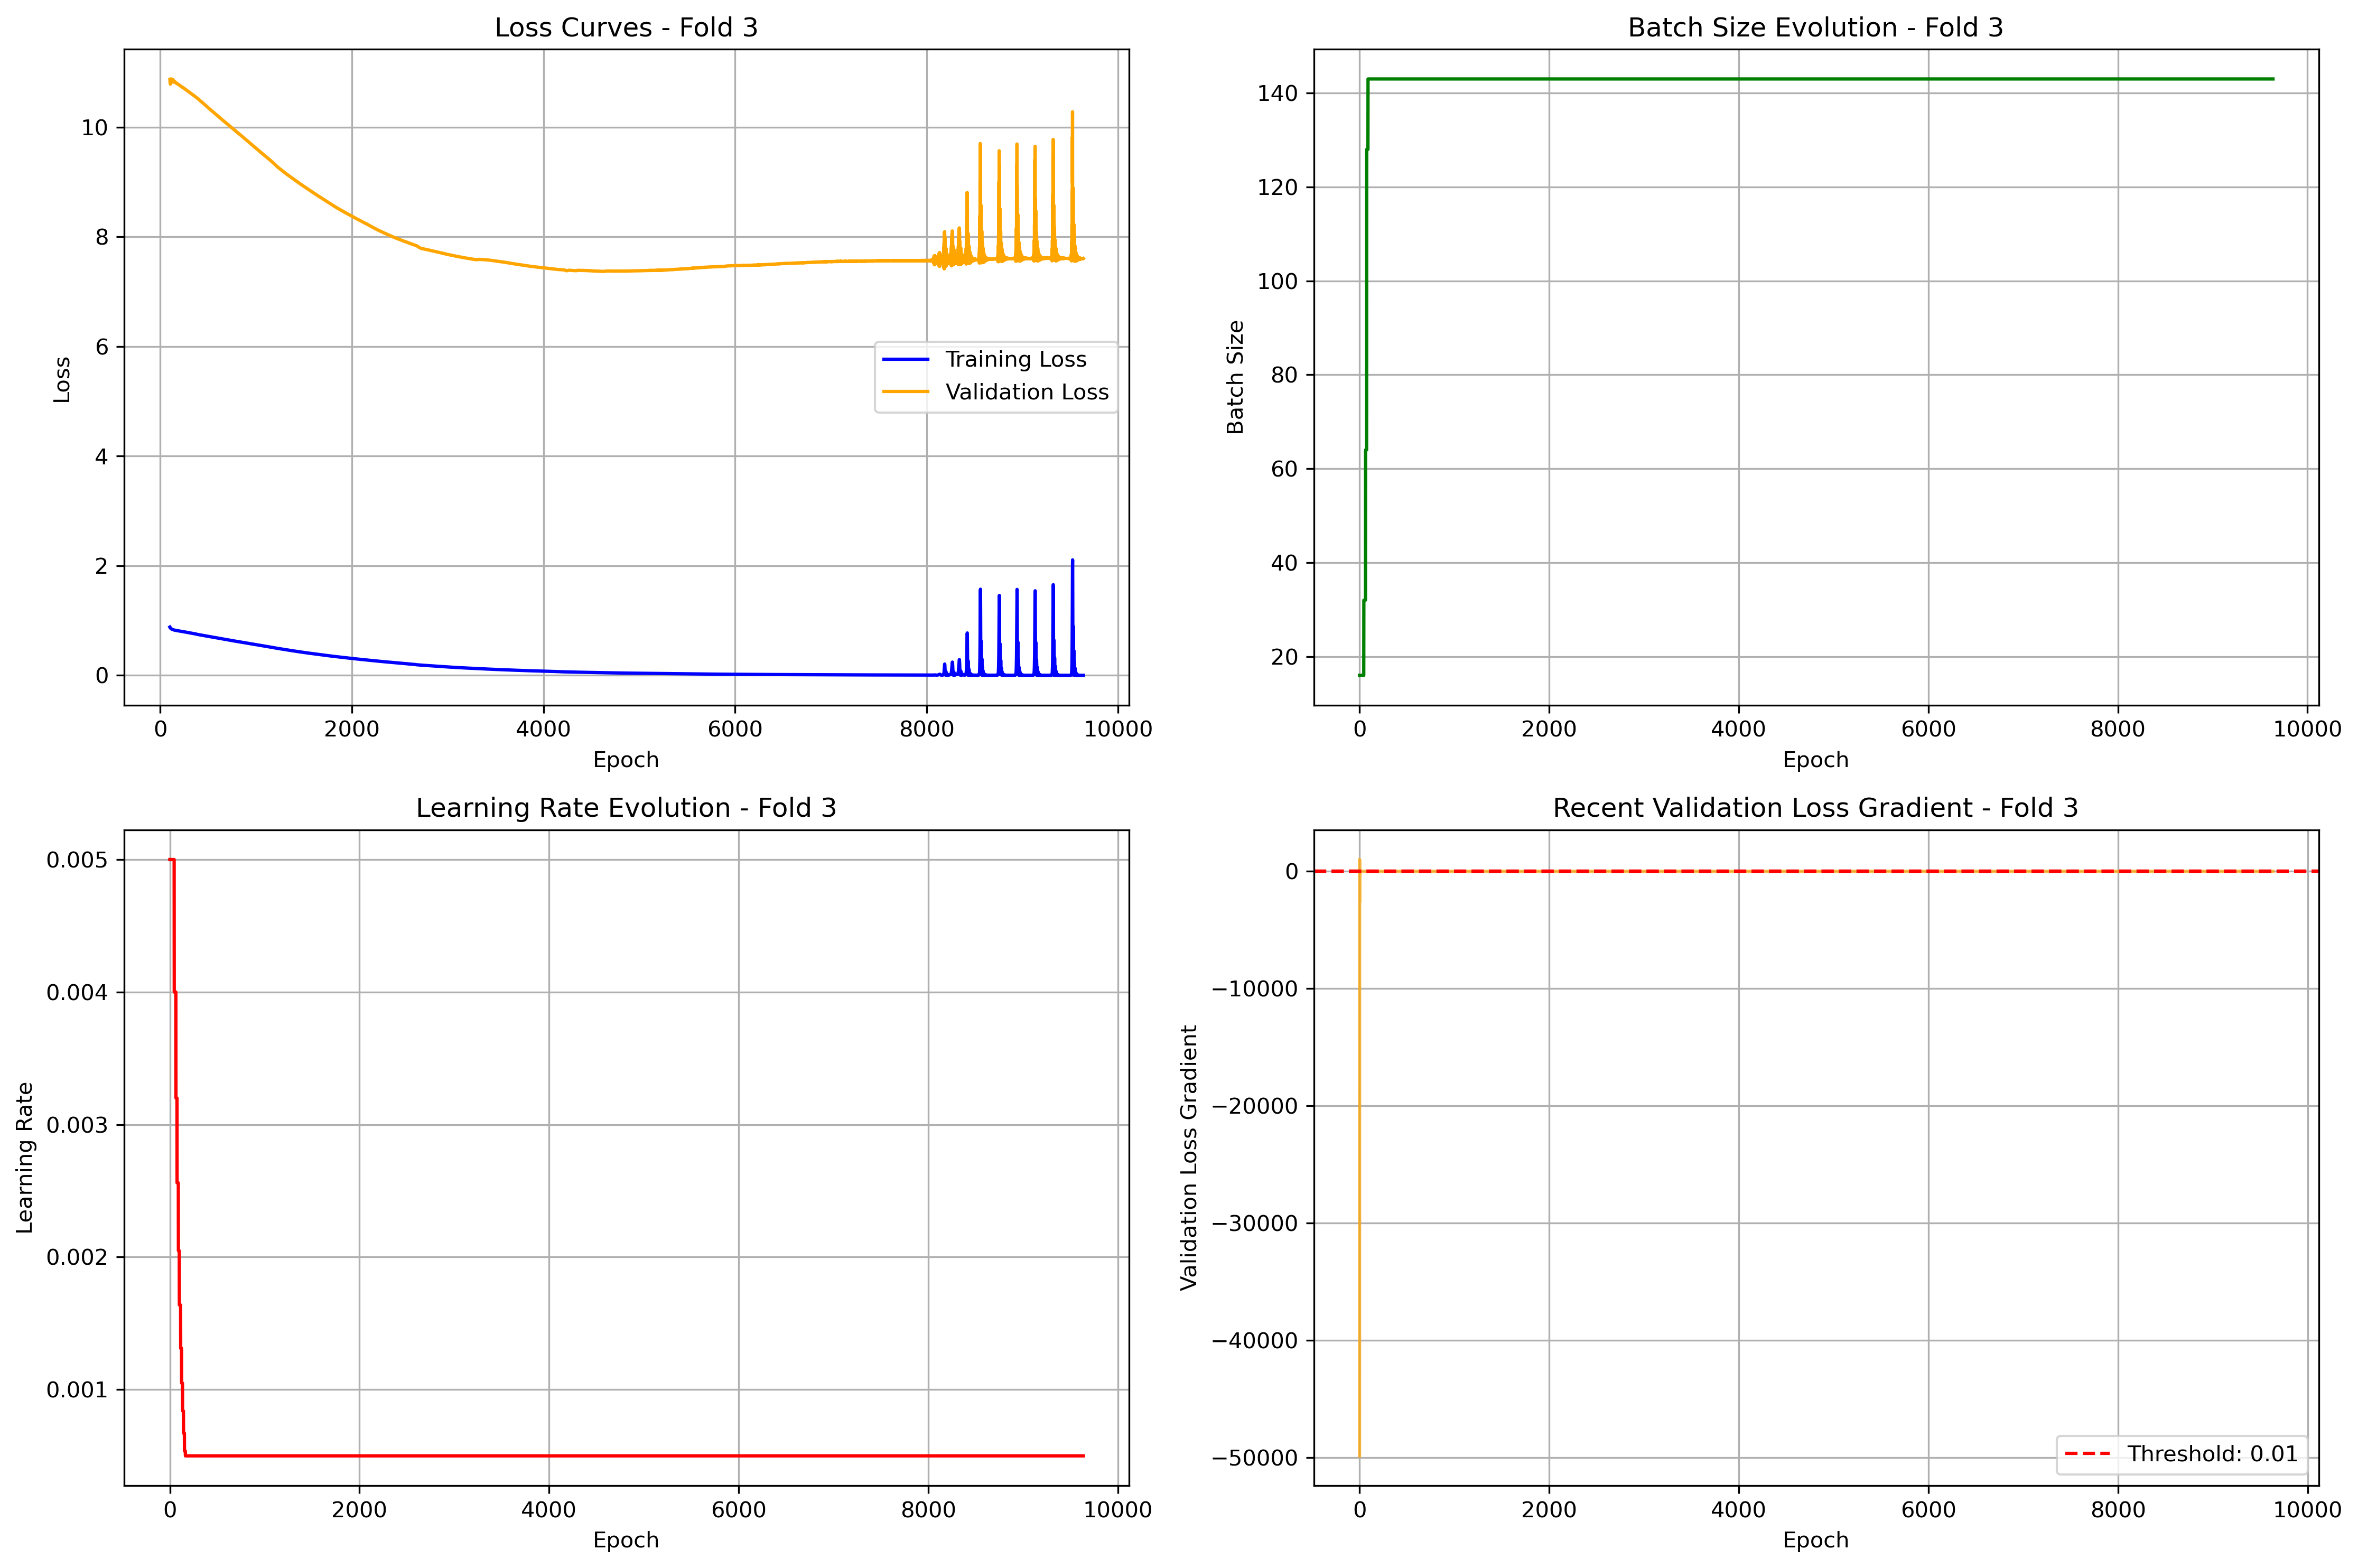 Loss Curves - Fold 3
10
8
6
4
2
0
Loss
Training Loss
Validation Loss
0 2000 4000 6000 8000 10000
Epoch
Batch Size Evolution - Fold 3
140
120
100
80
60
40
20
Batch Size
0 2000 4000 6000 8000 10000
Epoch
Learning Rate Evolution - Fold 3
0.005
0.004
0.003
0.002
0.001
Learning Rate
0 2000 4000 6000 8000 10000
Epoch
Recent Validation Loss Gradient - Fold 3
0
−10000
−20000
−30000
−40000
−50000
Validation Loss Gradient
Threshold: 0.01
0 2000 4000 6000 8000 10000
Epoch